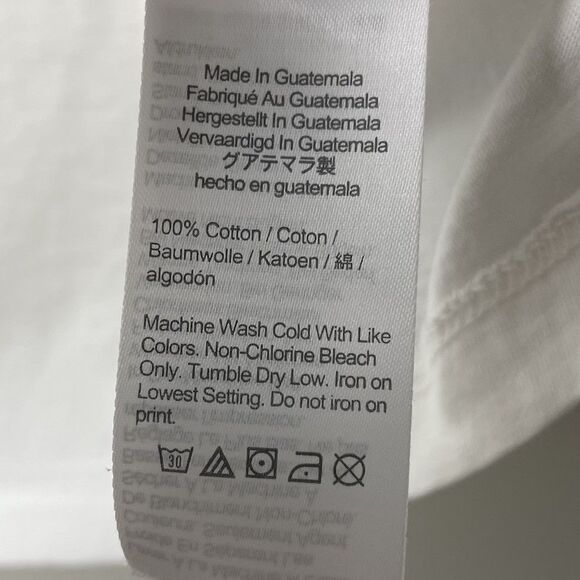 Made In Guatemala
Fabriqué Au Guatemala
Hergestellt In Guatemala
Vervaardigd In Guatemala
グアテマラ製
hecho en guatemala
100% Cotton / Coton /
Baumwolle / Katoen / 綿 /
algodón
Machine Wash Cold With Like
Colors. Non-Chlorine Bleach
Only. Tumble Dry Low. Iron on
Lowest Setting. Do not iron on
print.
30